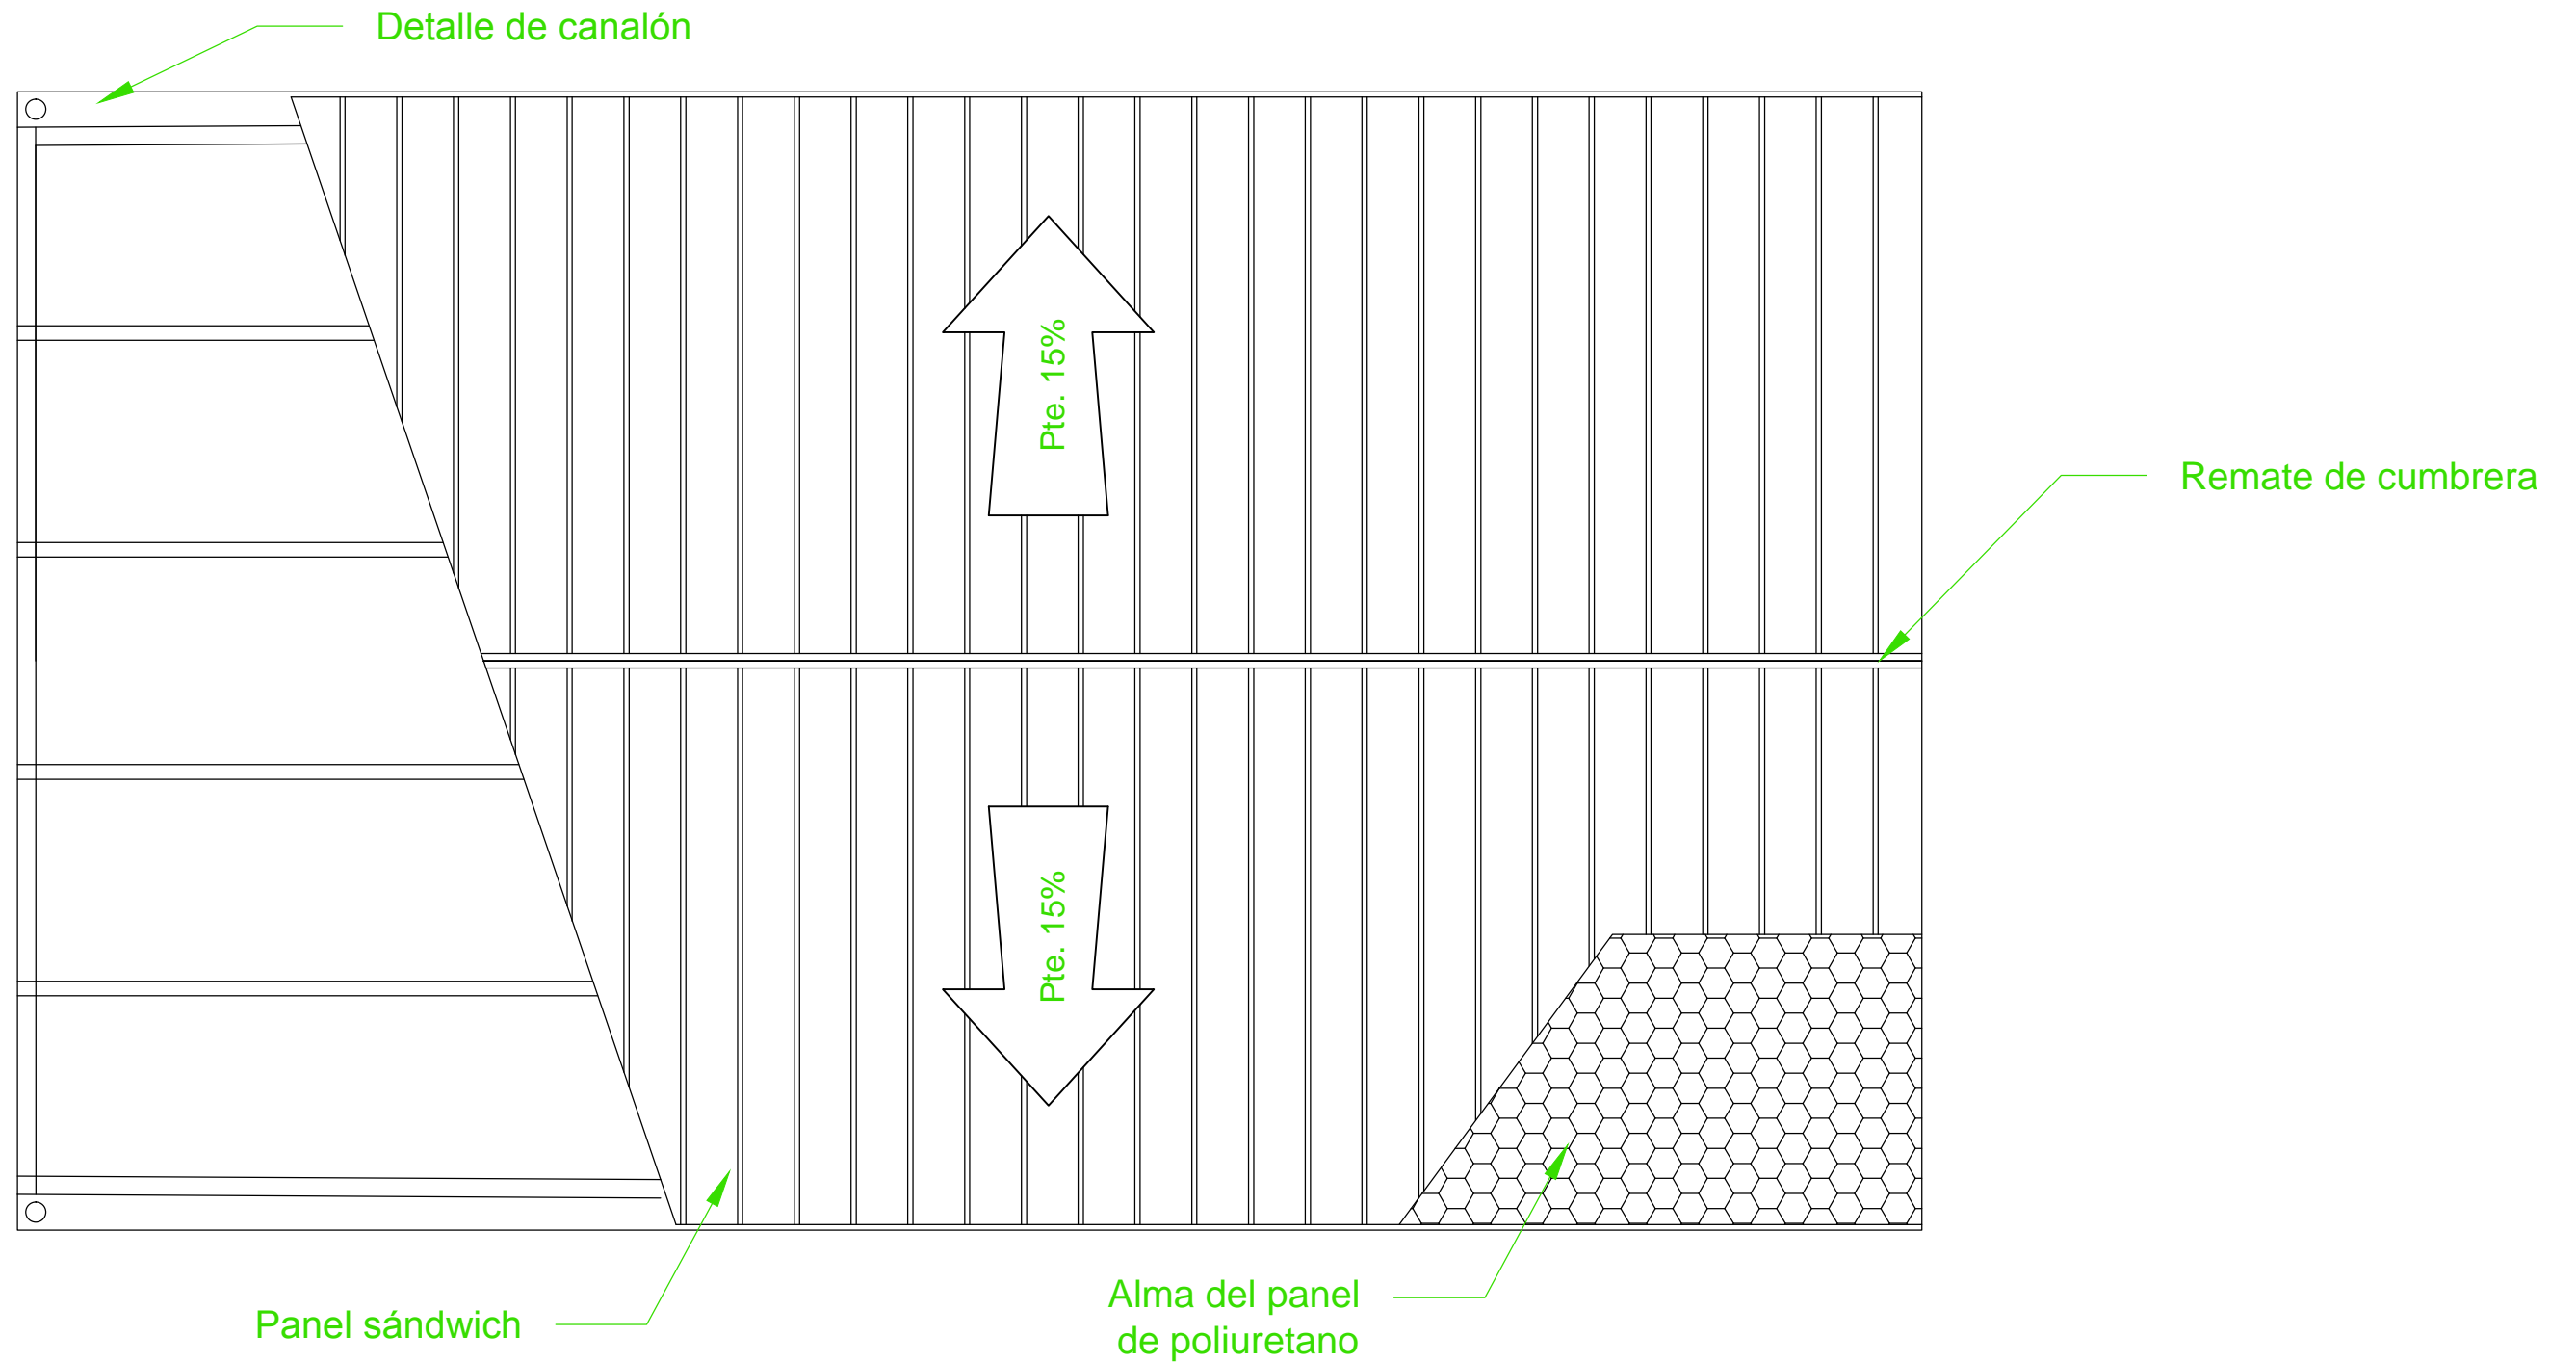 Detalle de canalón
Pte. 15%
Remate de cumbrera
Pte. 15%
Panel sándwich
Alma del panel
de poliuretano